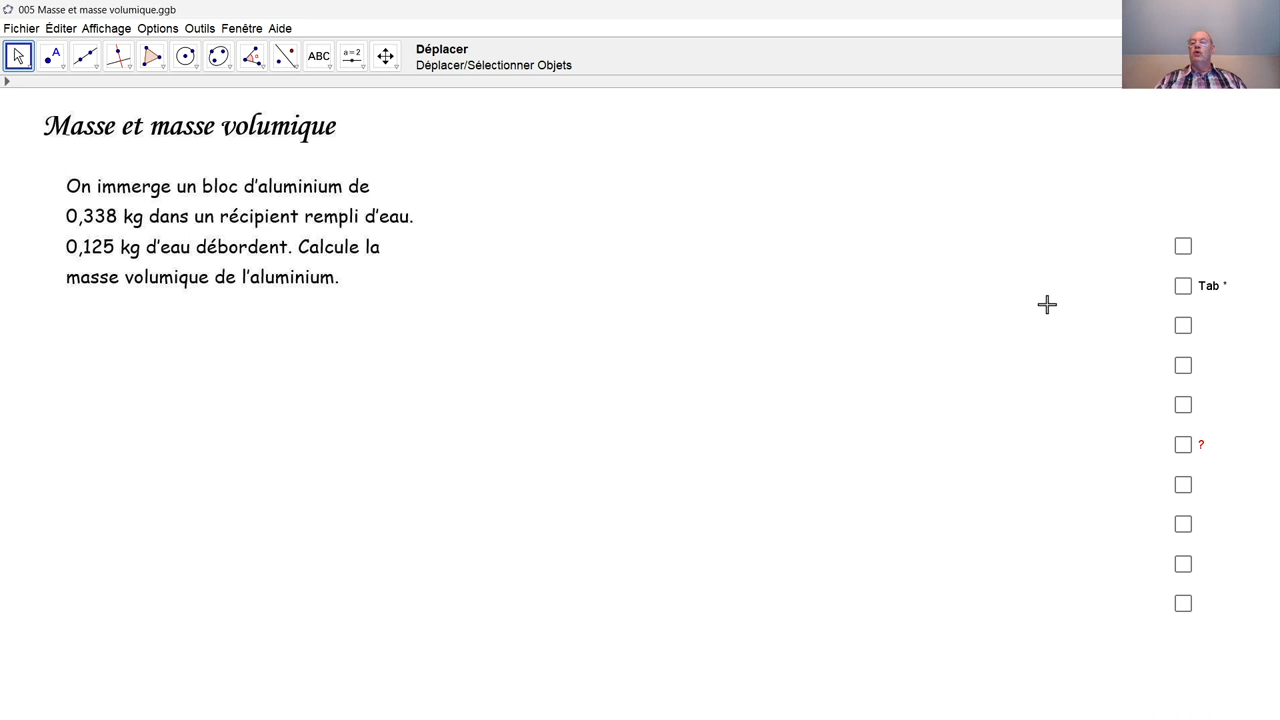 005 Masse et masse volumique.ggb
Fichier Éditer Affichage Options Outils Fenêtre Aide
A
ABC
a=2
Déplacer
Déplacer/Sélectionner Objets
Masse et masse volumique
On immerge un bloc d'aluminium de
0,338 kg dans un récipient rempli d'eau.
0,125 kg d'eau débordent. Calcule la
masse volumique de l'aluminium.
Tab *
?